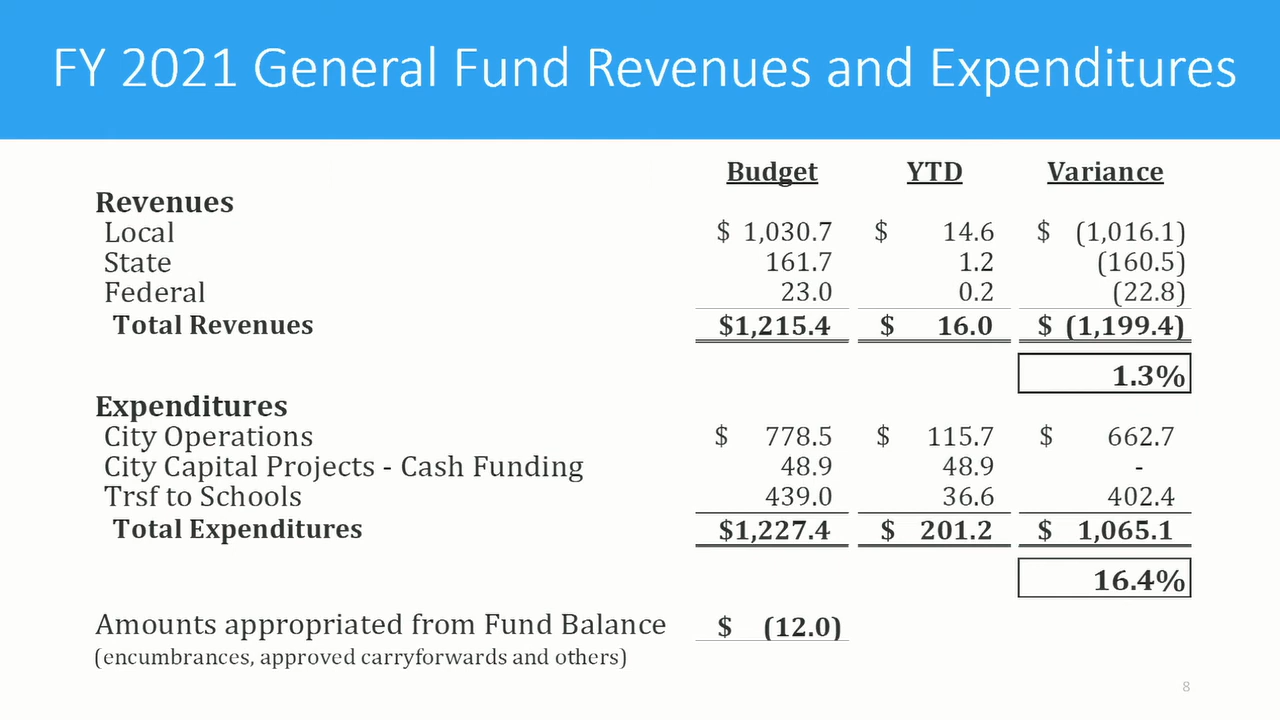 FY 2021 General Fund Revenues and Expenditures
Budget YTD Variance
Revenues
Local $ 1,030.7 $ 14.6 $ (1,016.1)
State 161.7 1.2 (160.5)
Federal 23.0 0.2 (22.8)
Total Revenues $1,215.4 $ 16.0 $ (1,199.4)
1.3%
Expenditures
City Operations $ 778.5 $ 115.7 $ 662.7
City Capital Projects - Cash Funding 48.9 48.9 -
Trsf to Schools 439.0 36.6 402.4
Total Expenditures $1,227.4 $ 201.2 $ 1,065.1
16.4%
Amounts appropriated from Fund Balance $ (12.0)
(encumbrances, approved carryforwards and others)
8